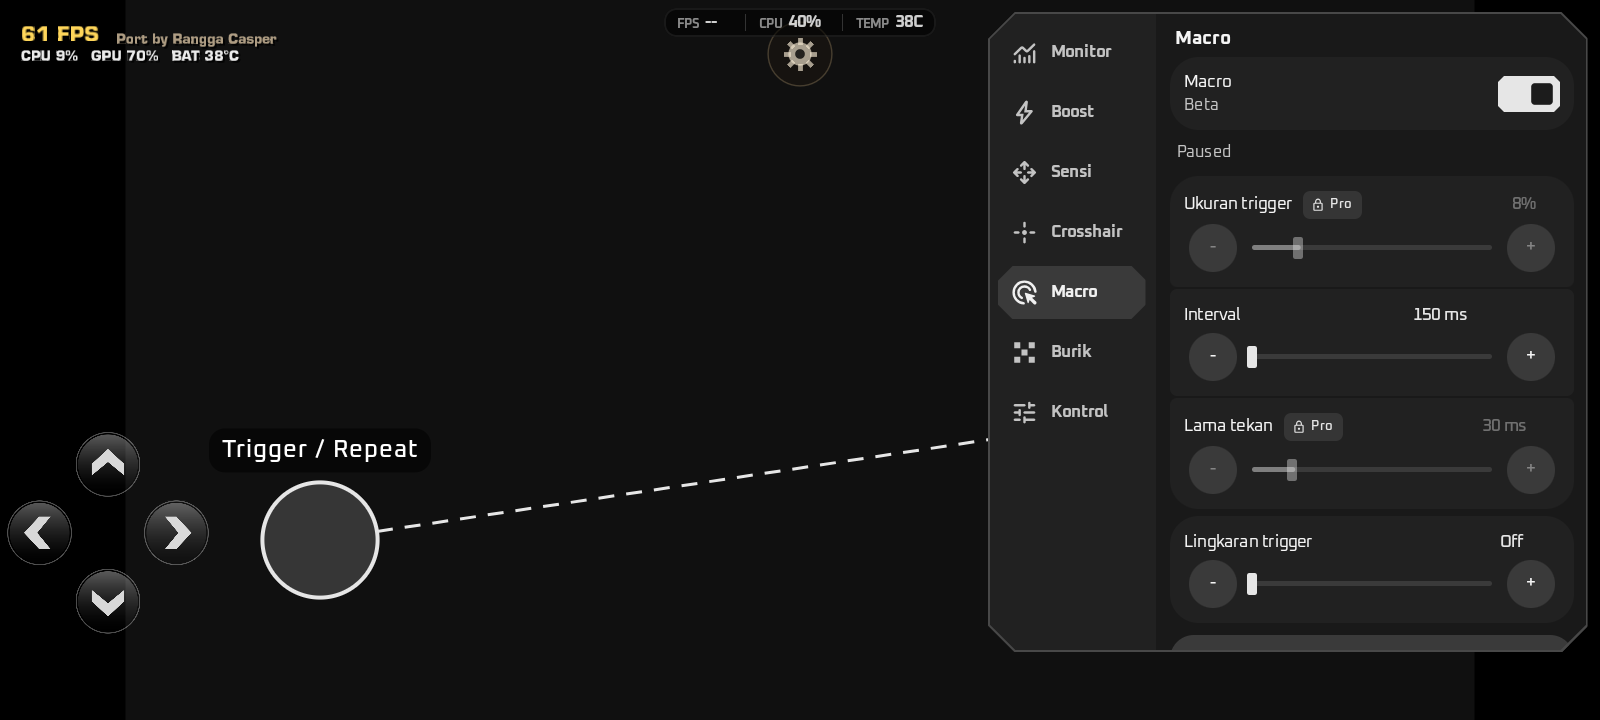 61 FPS Port by Rangga Casper
CPU 9% GPU 70% BAT 38°C
FPS -- CPU 40% TEMP 38C
Trigger / Repeat
Monitor
Boost
Sensi
Crosshair
Macro
Burik
Kontrol
Macro
Macro
Beta
Paused
Ukuran trigger Pro 8%
- +
Interval 150 ms
- +
Lama tekan Pro 30 ms
- +
Lingkaran trigger Off
- +